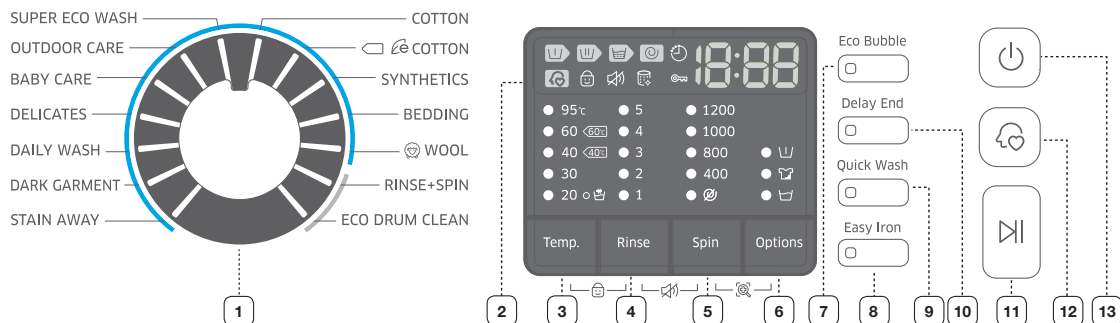 SUPER ECO WASH
OUTDOOR CARE
BABY CARE
DELICATES
DAILY WASH
DARK GARMENT
STAIN AWAY
COTTON
e COTTON
SYNTHETICS
BEDDING
WOOL
RINSE+SPIN
ECO DRUM CLEAN
18:88
95℃ 5 1200
60 60℃ 4 1000
40 40℃ 3 800
30 2 400
20 1
Temp. Rinse Spin Options
Eco Bubble
Delay End
Quick Wash
Easy Iron
1 2 3 4 5 6 7 8 9 10 11 12 13